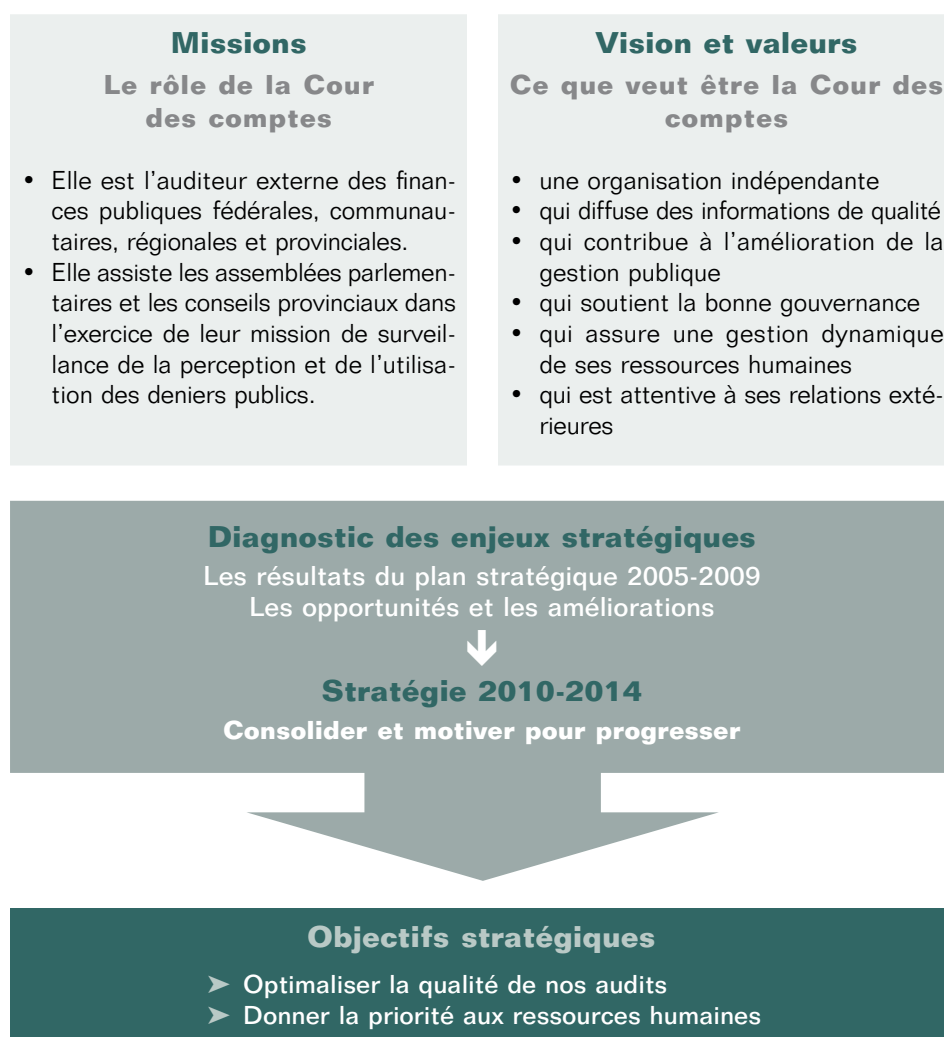 Missions
Le rôle de la Cour
des comptes
• Elle est l'auditeur externe des finan-
ces publiques fédérales, communau-
taires, régionales et provinciales.
• Elle assiste les assemblées parlemen-
taires et les conseils provinciaux dans
l'exercice de leur mission de surveil-
lance de la perception et de l'utilisa-
tion des deniers publics.
Vision et valeurs
Ce que veut être la Cour des
comptes
• une organisation indépendante
• qui diffuse des informations de qualité
• qui contribue à l'amélioration de la
gestion publique
• qui soutient la bonne gouvernance
• qui assure une gestion dynamique
de ses ressources humaines
• qui est attentive à ses relations exté-
rieures
Diagnostic des enjeux stratégiques
Les résultats du plan stratégique 2005-2009
Les opportunités et les améliorations
Stratégie 2010-2014
Consolider et motiver pour progresser
Objectifs stratégiques
➤ Optimaliser la qualité de nos audits
➤ Donner la priorité aux ressources humaines